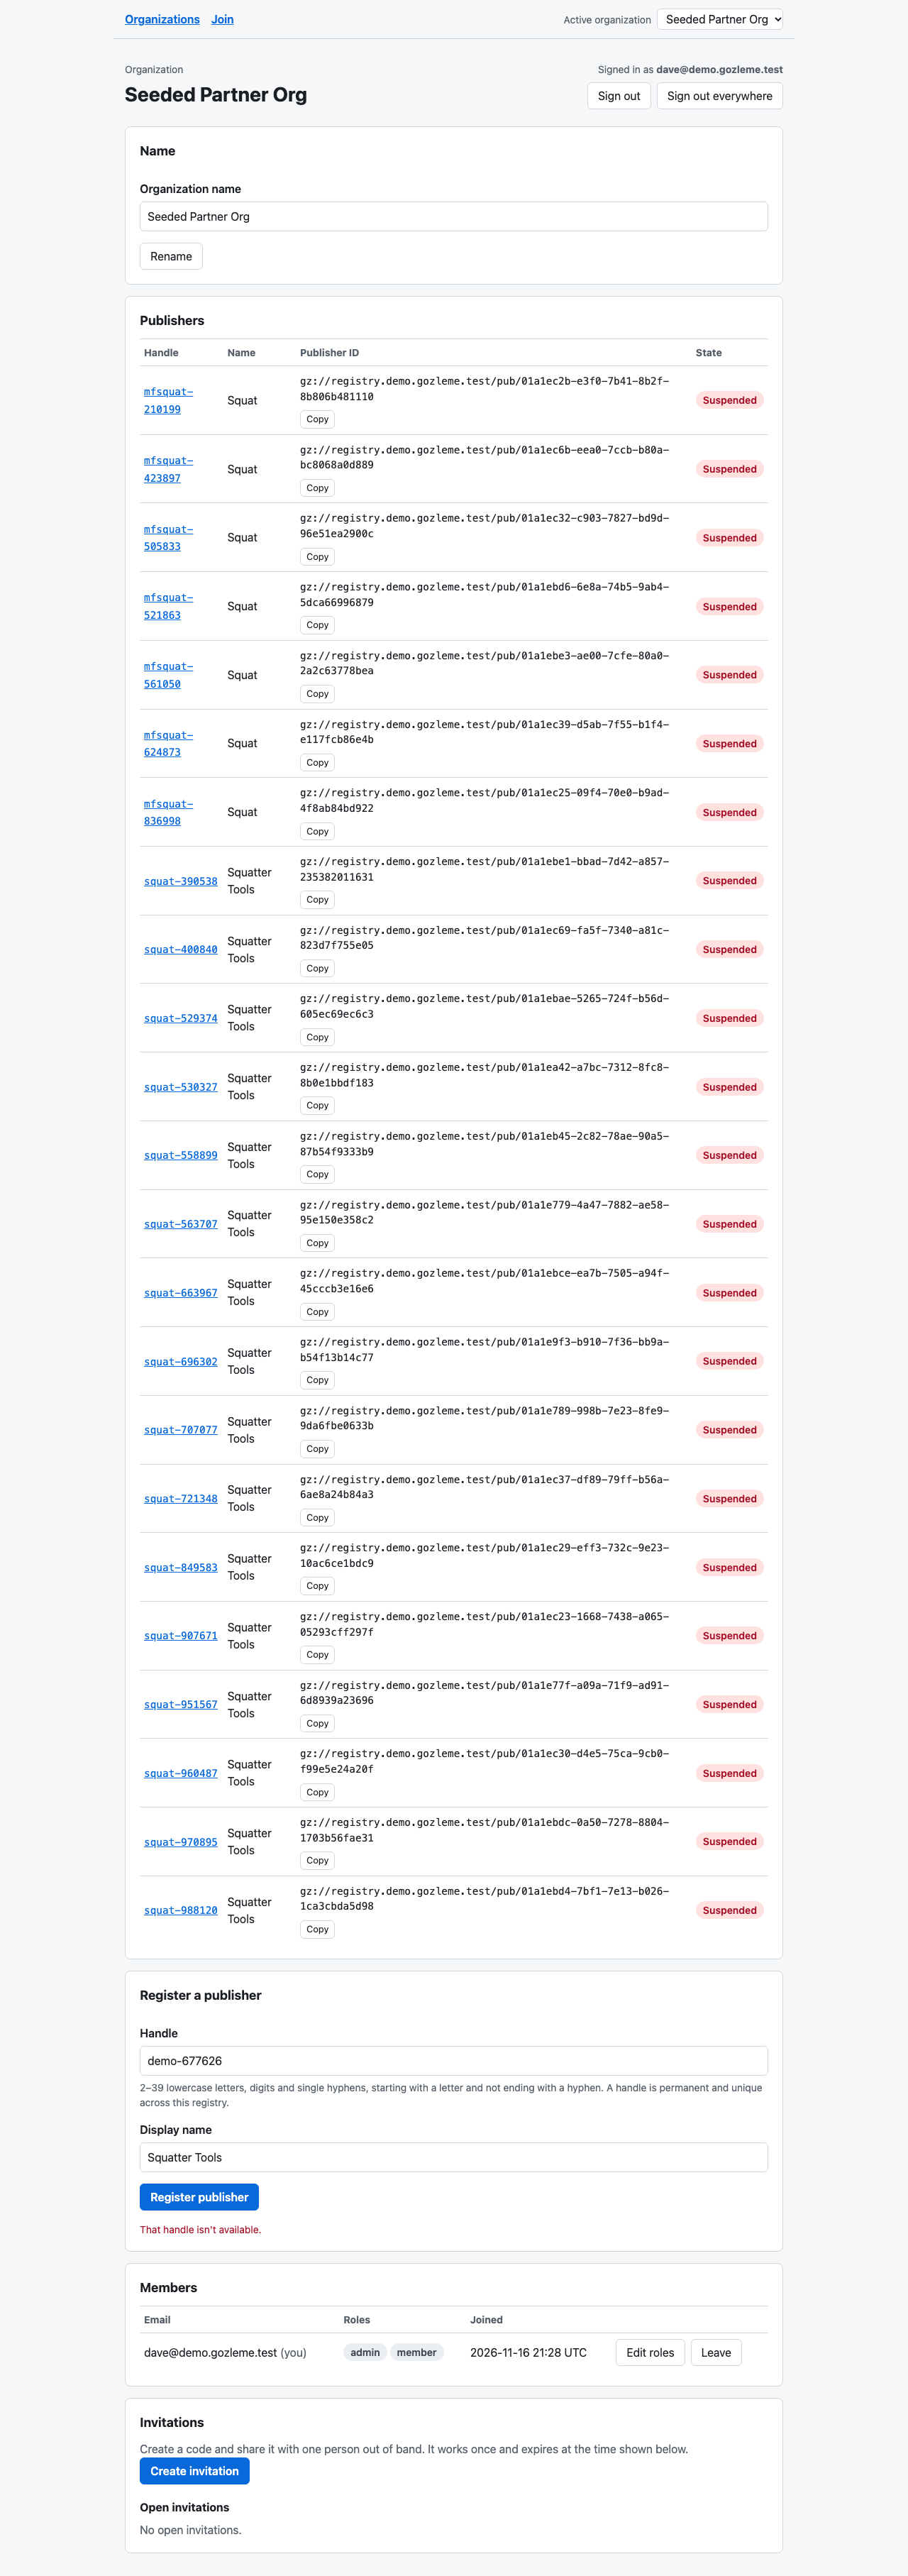 Organizations Join Active organization Seeded Partner Org
Organization Signed in as dave@demo.gozleme.test
Seeded Partner Org Sign out Sign out everywhere
Name
Organization name
Seeded Partner Org
Rename
Publishers
Handle Name Publisher ID State
mfsquat-210199 Squat gz://registry.demo.gozleme.test/pub/01a1ec2b-e3f0-7b41-8b2f-8b806b481110 Suspended
Copy
mfsquat-423897 Squat gz://registry.demo.gozleme.test/pub/01a1ec6b-eea0-7ccb-b80a-bc8068a0d889 Suspended
Copy
mfsquat-505833 Squat gz://registry.demo.gozleme.test/pub/01a1ec32-c903-7827-bd9d-96e51ea2900c Suspended
Copy
mfsquat-521863 Squat gz://registry.demo.gozleme.test/pub/01a1ebd6-6e8a-74b5-9ab4-5dca66996879 Suspended
Copy
mfsquat-561050 Squat gz://registry.demo.gozleme.test/pub/01a1ebe3-ae00-7cfe-80a0-2a2c63778bea Suspended
Copy
mfsquat-624873 Squat gz://registry.demo.gozleme.test/pub/01a1ec39-d5ab-7f55-b1f4-e117fcb86e4b Suspended
Copy
mfsquat-836998 Squat gz://registry.demo.gozleme.test/pub/01a1ec25-09f4-70e0-b9ad-4f8ab84bd922 Suspended
Copy
squat-390538 Squatter Tools gz://registry.demo.gozleme.test/pub/01a1ebe1-bbad-7d42-a857-235382011631 Suspended
Copy
squat-400840 Squatter Tools gz://registry.demo.gozleme.test/pub/01a1ec69-fa5f-7340-a81c-823d7f755e05 Suspended
Copy
squat-529374 Squatter Tools gz://registry.demo.gozleme.test/pub/01a1ebae-5265-724f-b56d-605ec69ec6c3 Suspended
Copy
squat-530327 Squatter Tools gz://registry.demo.gozleme.test/pub/01a1ea42-a7bc-7312-8fc8-8b0e1bbdf183 Suspended
Copy
squat-558899 Squatter Tools gz://registry.demo.gozleme.test/pub/01a1eb45-2c82-78ae-90a5-87b54f9333b9 Suspended
Copy
squat-563707 Squatter Tools gz://registry.demo.gozleme.test/pub/01a1e779-4a47-7882-ae58-95e150e358c2 Suspended
Copy
squat-663967 Squatter Tools gz://registry.demo.gozleme.test/pub/01a1ebce-ea7b-7505-a94f-45cccb3e16e6 Suspended
Copy
squat-696302 Squatter Tools gz://registry.demo.gozleme.test/pub/01a1e9f3-b910-7f36-bb9a-b54f13b14c77 Suspended
Copy
squat-707077 Squatter Tools gz://registry.demo.gozleme.test/pub/01a1e789-998b-7e23-8fe9-9da6fbe0633b Suspended
Copy
squat-721348 Squatter Tools gz://registry.demo.gozleme.test/pub/01a1ec37-df89-79ff-b56a-6ae8a24b84a3 Suspended
Copy
squat-849583 Squatter Tools gz://registry.demo.gozleme.test/pub/01a1ec29-eff3-732c-9e23-10ac6ce1bdc9 Suspended
Copy
squat-907671 Squatter Tools gz://registry.demo.gozleme.test/pub/01a1ec23-1668-7438-a065-05293cff297f Suspended
Copy
squat-951567 Squatter Tools gz://registry.demo.gozleme.test/pub/01a1e77f-a09a-71f9-ad91-6d8939a23696 Suspended
Copy
squat-960487 Squatter Tools gz://registry.demo.gozleme.test/pub/01a1ec30-d4e5-75ca-9cb0-f99e5e24a20f Suspended
Copy
squat-970895 Squatter Tools gz://registry.demo.gozleme.test/pub/01a1ebdc-0a50-7278-8804-1703b56fae31 Suspended
Copy
squat-988120 Squatter Tools gz://registry.demo.gozleme.test/pub/01a1ebd4-7bf1-7e13-b026-1ca3cbda5d98 Suspended
Copy
Register a publisher
Handle
demo-677626
2–39 lowercase letters, digits and single hyphens, starting with a letter and not ending with a hyphen. A handle is permanent and unique
across this registry.
Display name
Squatter Tools
Register publisher
That handle isn't available.
Members
Email Roles Joined
dave@demo.gozleme.test (you) admin member 2026-11-16 21:28 UTC Edit roles Leave
Invitations
Create a code and share it with one person out of band. It works once and expires at the time shown below.
Create invitation
Open invitations
No open invitations.